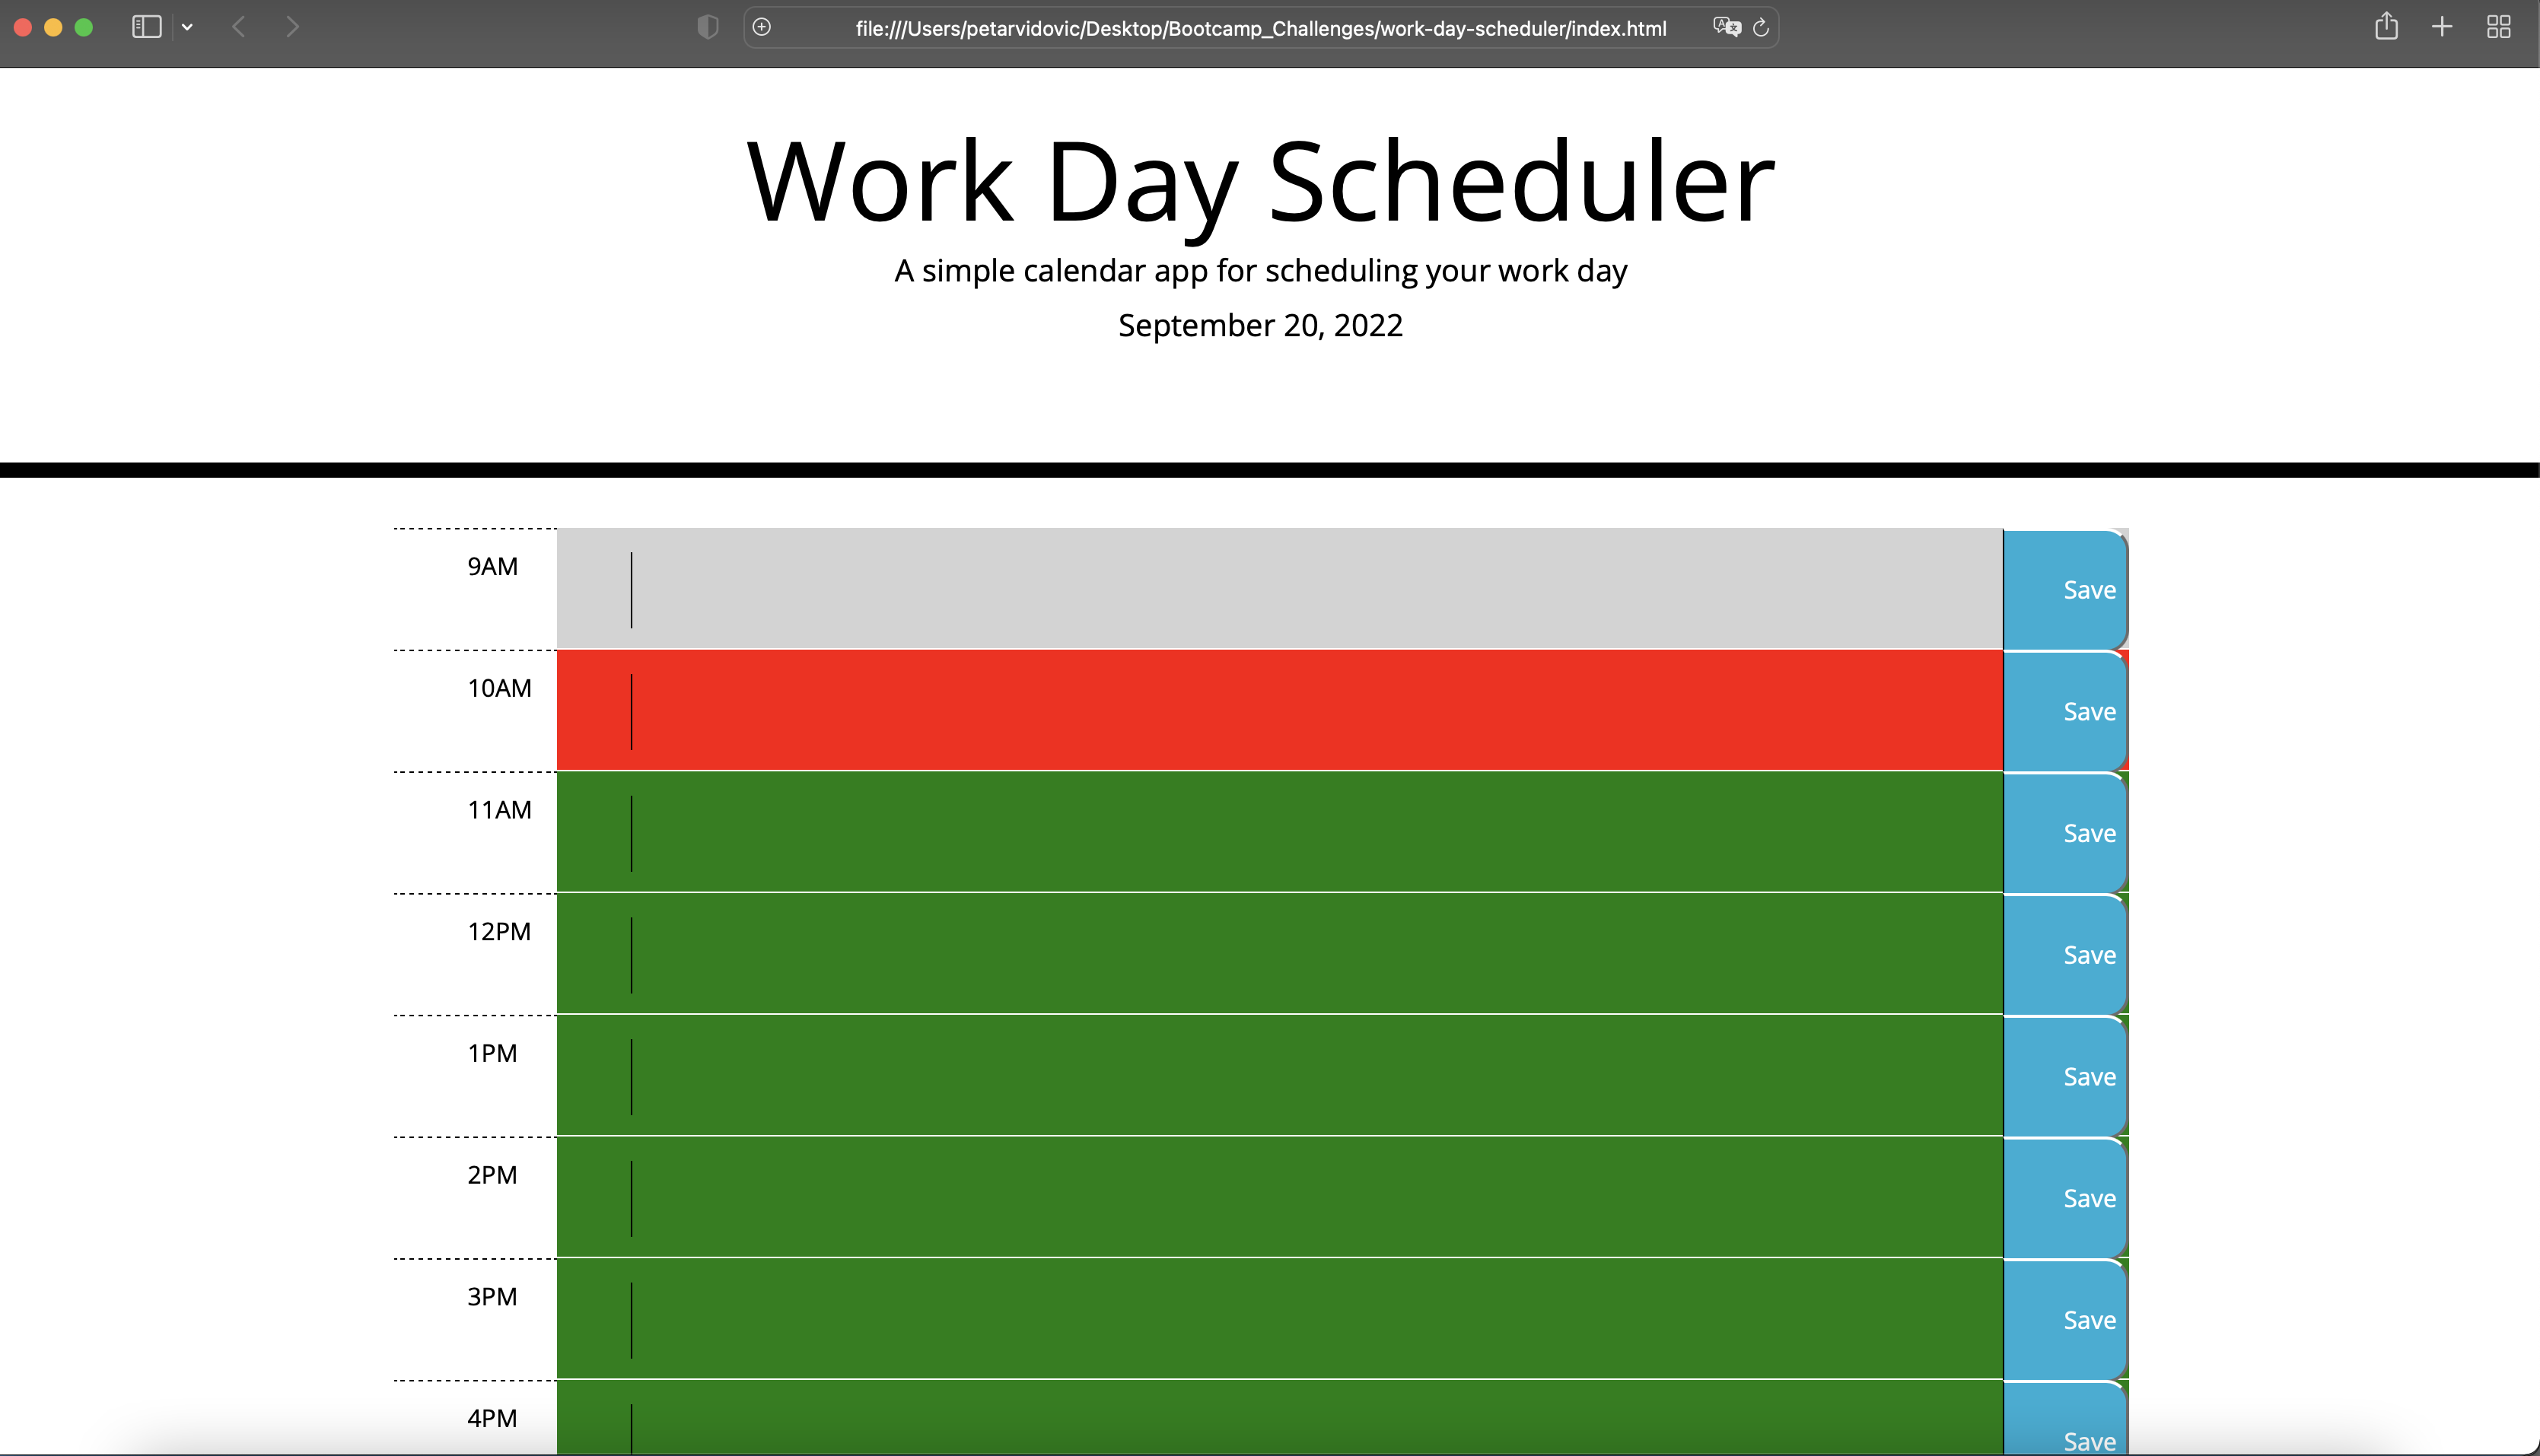 file:///Users/petarvidovic/Desktop/Bootcamp_Challenges/work-day-scheduler/index.html
Work Day Scheduler
A simple calendar app for scheduling your work day
September 20, 2022
9AM
Save
10AM
Save
11AM
Save
12PM
Save
1PM
Save
2PM
Save
3PM
Save
4PM
Save